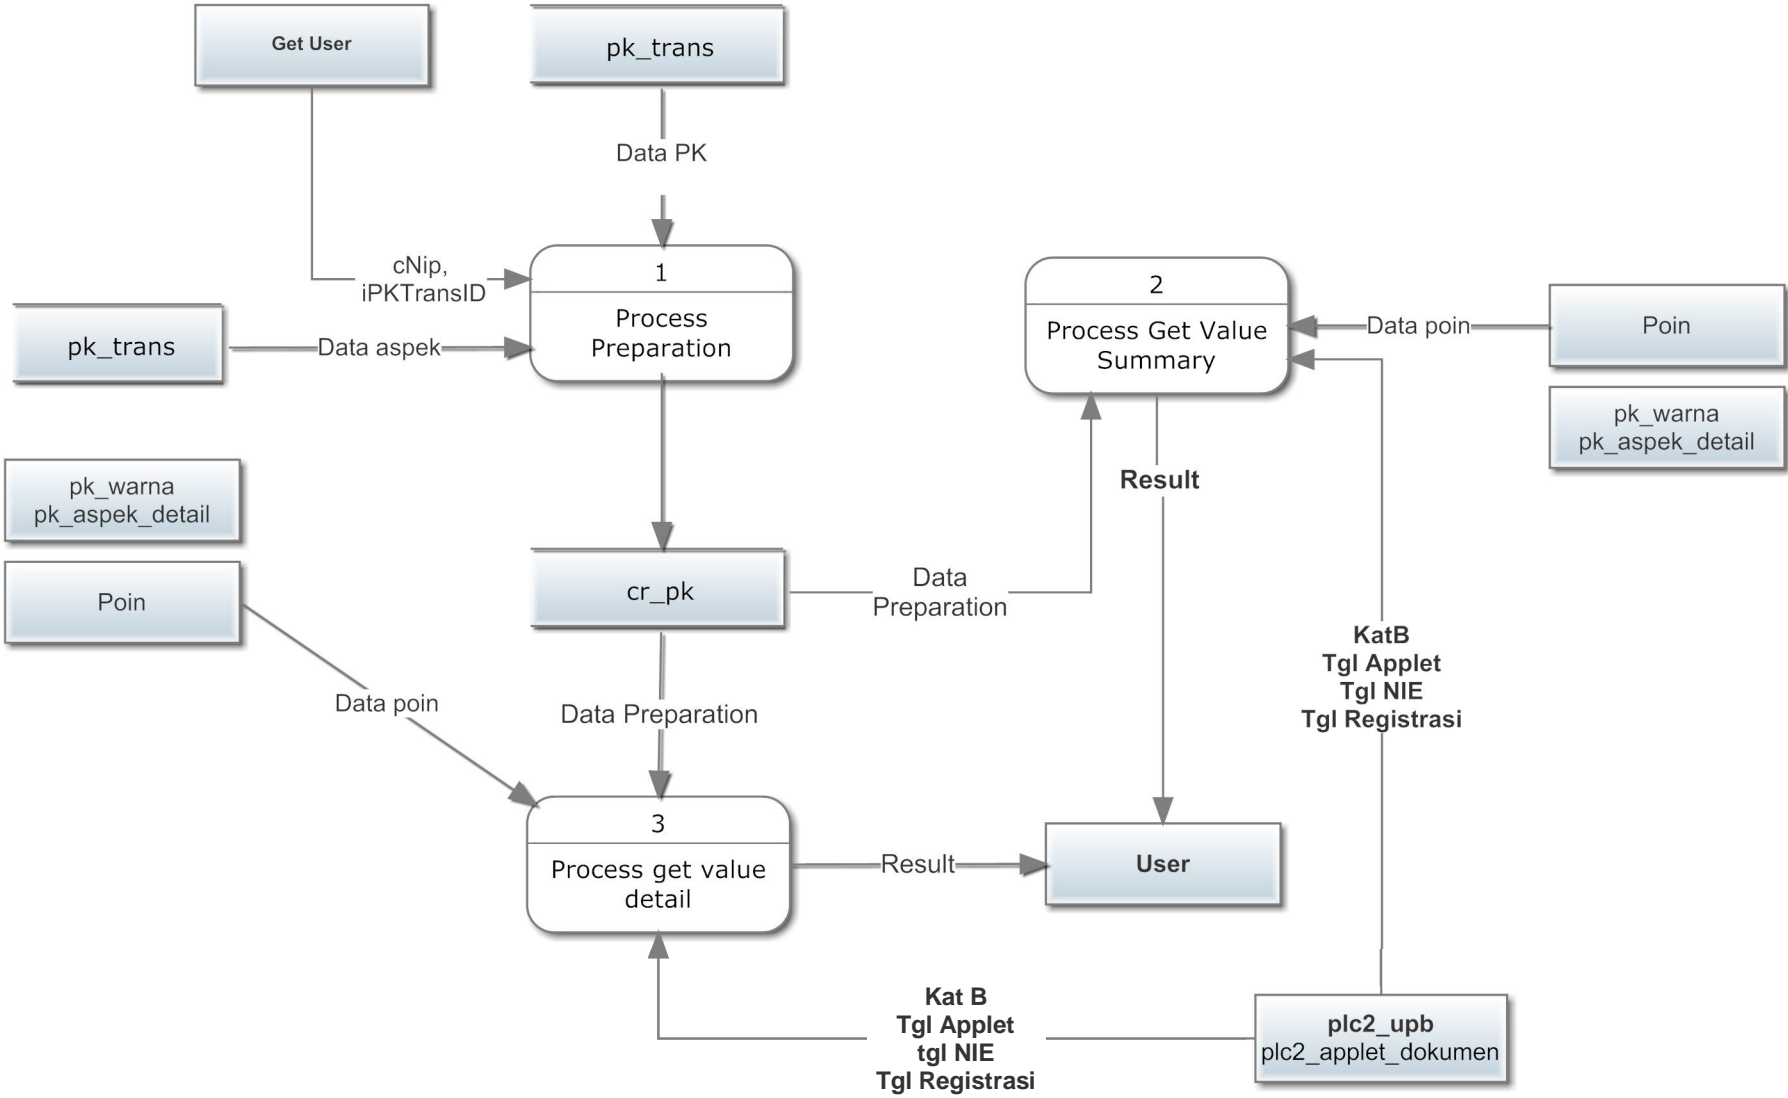 Get User
pk_trans
Data PK
1
Process
Preparation
cNip,
iPKTransID
pk_trans
Data aspek
2
Process Get Value
Summary
Data poin
Poin
pk_warna
pk_aspek_detail
Result
pk_warna
pk_aspek_detail
Poin
cr_pk
Data
Preparation
Data poin
Data Preparation
KatB
Tgl Applet
Tgl NIE
Tgl Registrasi
3
Process get value
detail
Result
User
Kat B
Tgl Applet
tgl NIE
Tgl Registrasi
plc2_upb
plc2_applet_dokumen